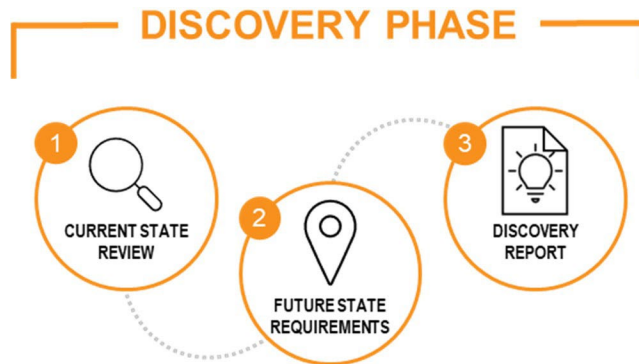 DISCOVERY PHASE
1
CURRENT STATE
REVIEW
2
FUTURE STATE
REQUIREMENTS
3
DISCOVERY
REPORT